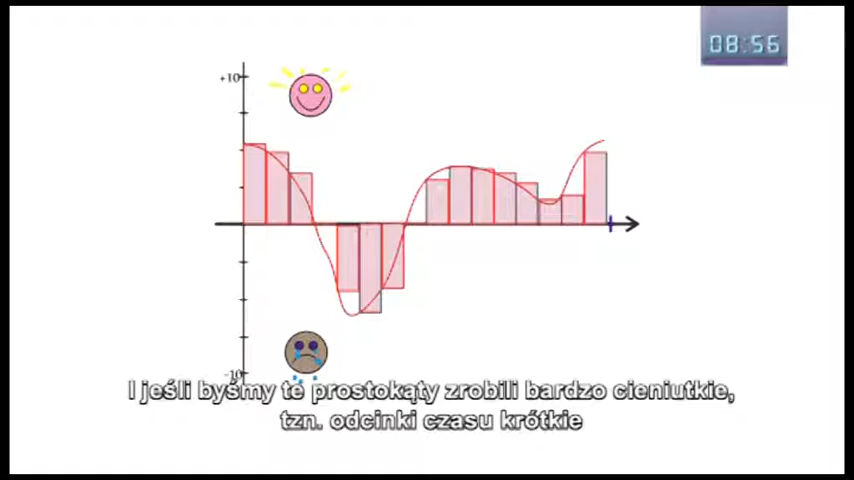 08:56
+10
-10
I jeśli byśmy te prostokąty zrobili bardzo cieniutkie,
tzn. odcinki czasu krótkie